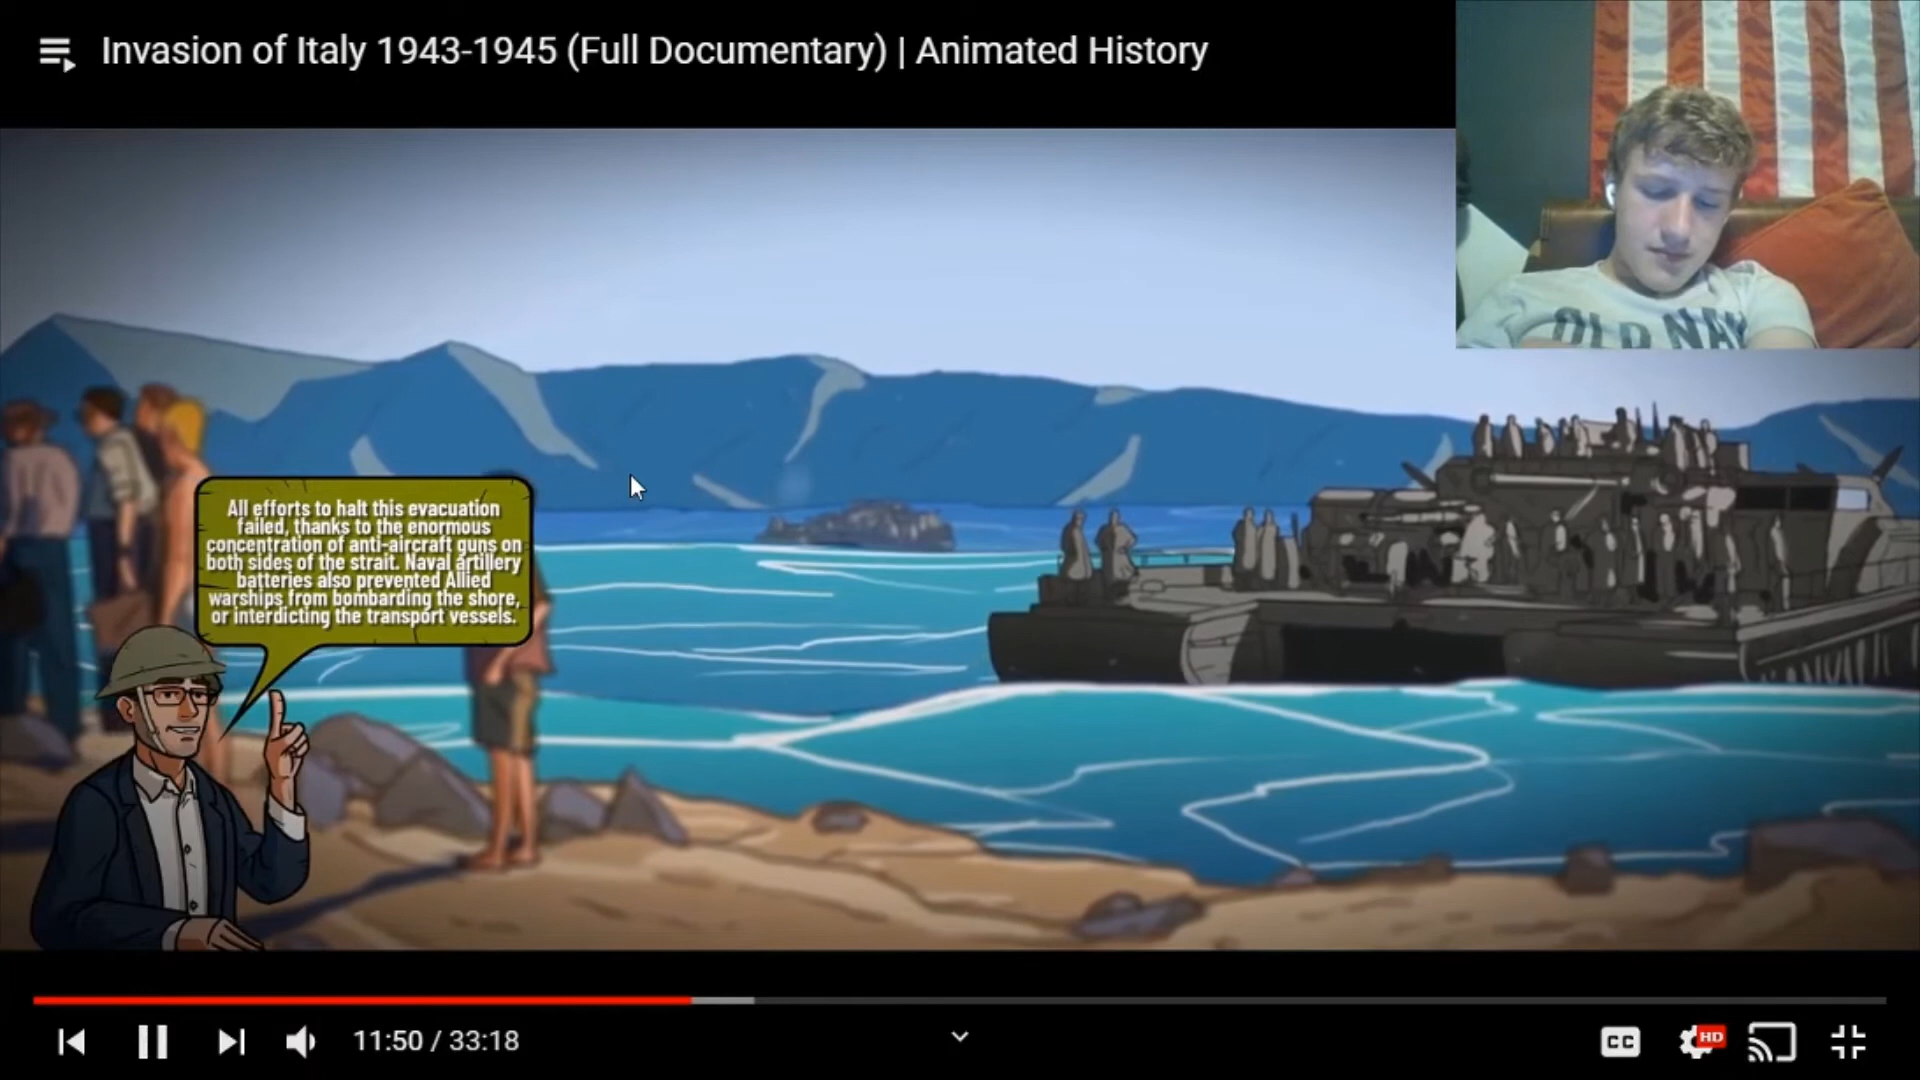 Invasion of Italy 1943-1945 (Full Documentary) | Animated History
OLD NAV
All efforts to halt this evacuation
failed, thanks to the enormous
concentration of anti-aircraft guns on
both sides of the strait. Naval artillery
batteries also prevented Allied
warships from bombarding the shore,
or interdicting the transport vessels.
11:50 / 33:18
CC
HD